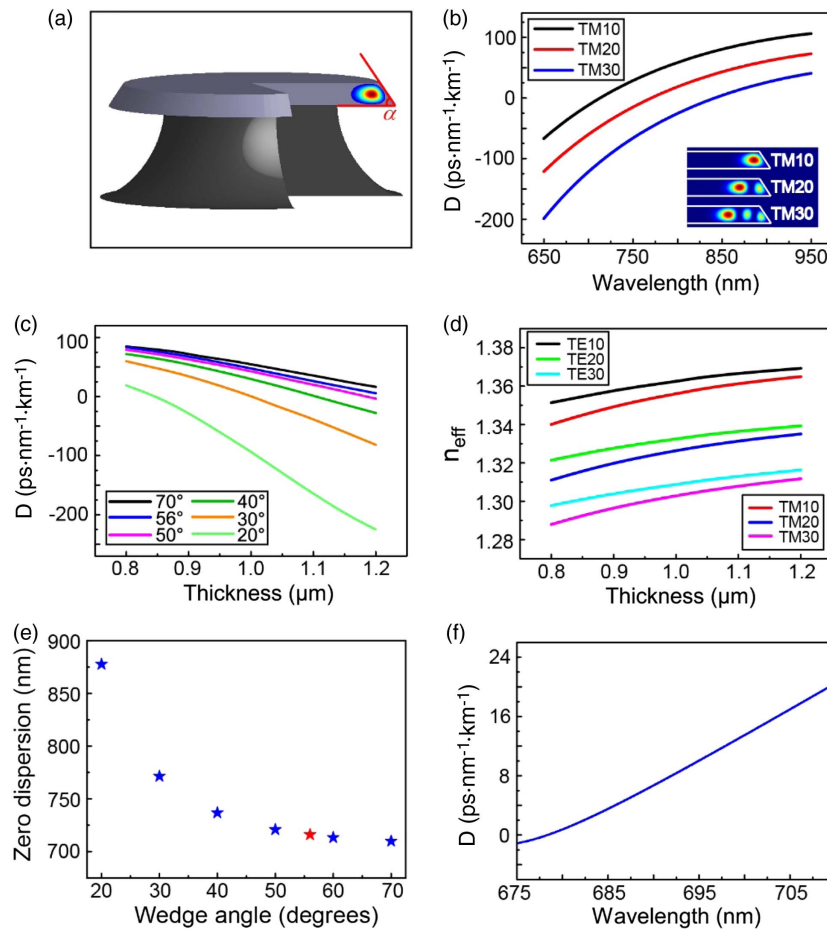 (a)
α
(b)
TM10
TM20
TM30
D (ps·nm⁻¹·km⁻¹)
100
0
-100
-200
TM10
TM20
TM30
650
750
850
950
Wavelength (nm)
(c)
D (ps·nm⁻¹·km⁻¹)
100
0
-100
-200
70° 40°
56° 30°
50° 20°
0.8 0.9 1.0 1.1 1.2
Thickness (μm)
(d)
TE10
TE20
TE30
n_eff
1.36
1.34
1.32
1.30
1.28
TM10
TM20
TM30
0.8 0.9 1.0 1.1 1.2
Thickness (μm)
(e)
Zero dispersion (nm)
900
850
800
750
700
20 30 40 50 60 70
Wedge angle (degrees)
(f)
D (ps·nm⁻¹·km⁻¹)
24
16
8
0
675 685 695 705
Wavelength (nm)